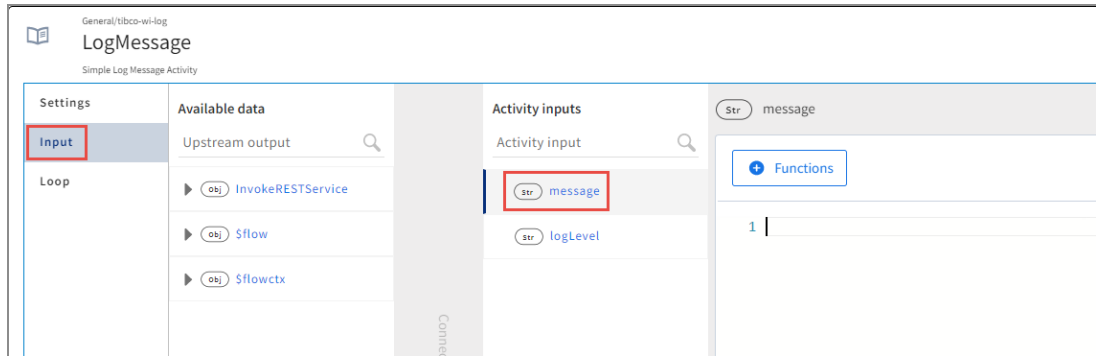 General/tibco-wi-log
LogMessage
Simple Log Message Activity
Settings
Input
Loop
Available data
Upstream output
Obj InvokeRESTService
Obj $flow
Obj $flowctx
Connec
Activity inputs
Activity input
Str message
Str logLevel
Str message
Functions
1